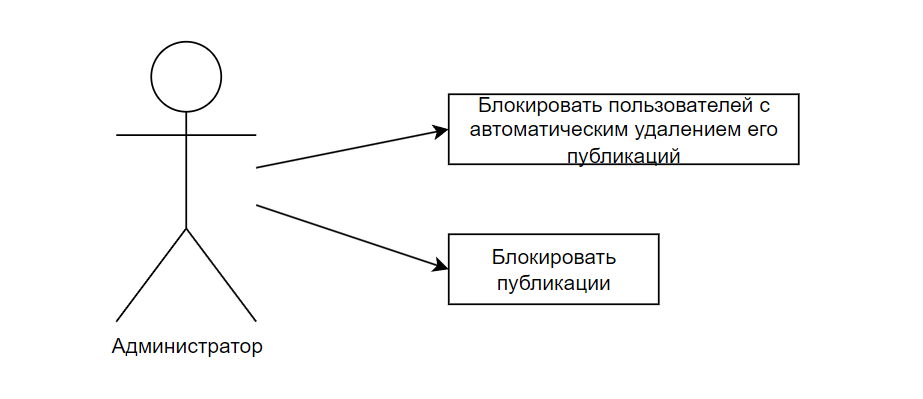 Блокировать пользователей с
автоматическим удалением его
публикаций
Блокировать
публикации
Администратор